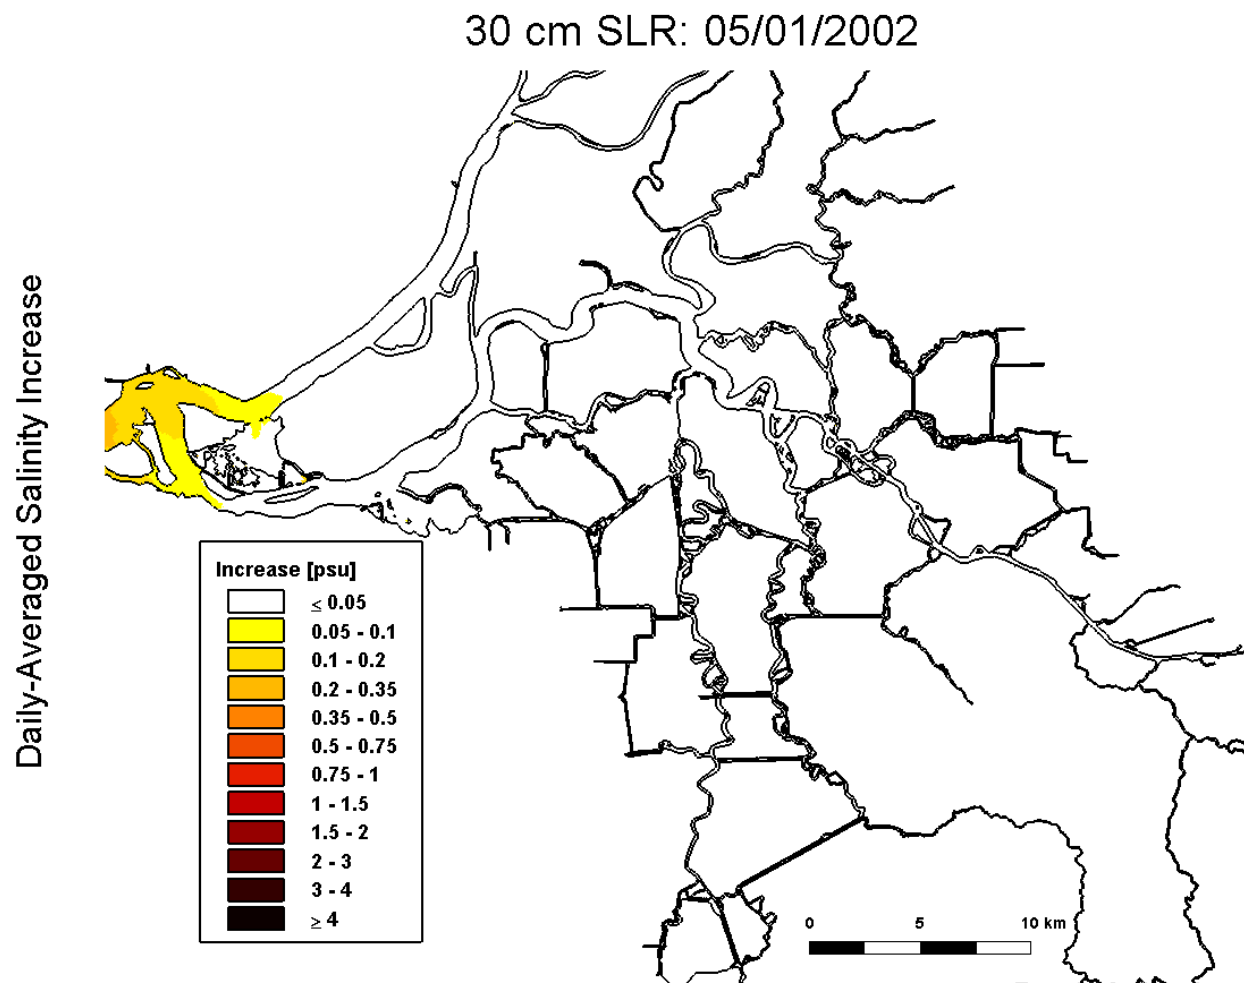 30 cm SLR: 05/01/2002
Daily-Averaged Salinity Increase
Increase [psu]
≤ 0.05
0.05 - 0.1
0.1 - 0.2
0.2 - 0.35
0.35 - 0.5
0.5 - 0.75
0.75 - 1
1 - 1.5
1.5 - 2
2 - 3
3 - 4
≥ 4
0 5 10 km